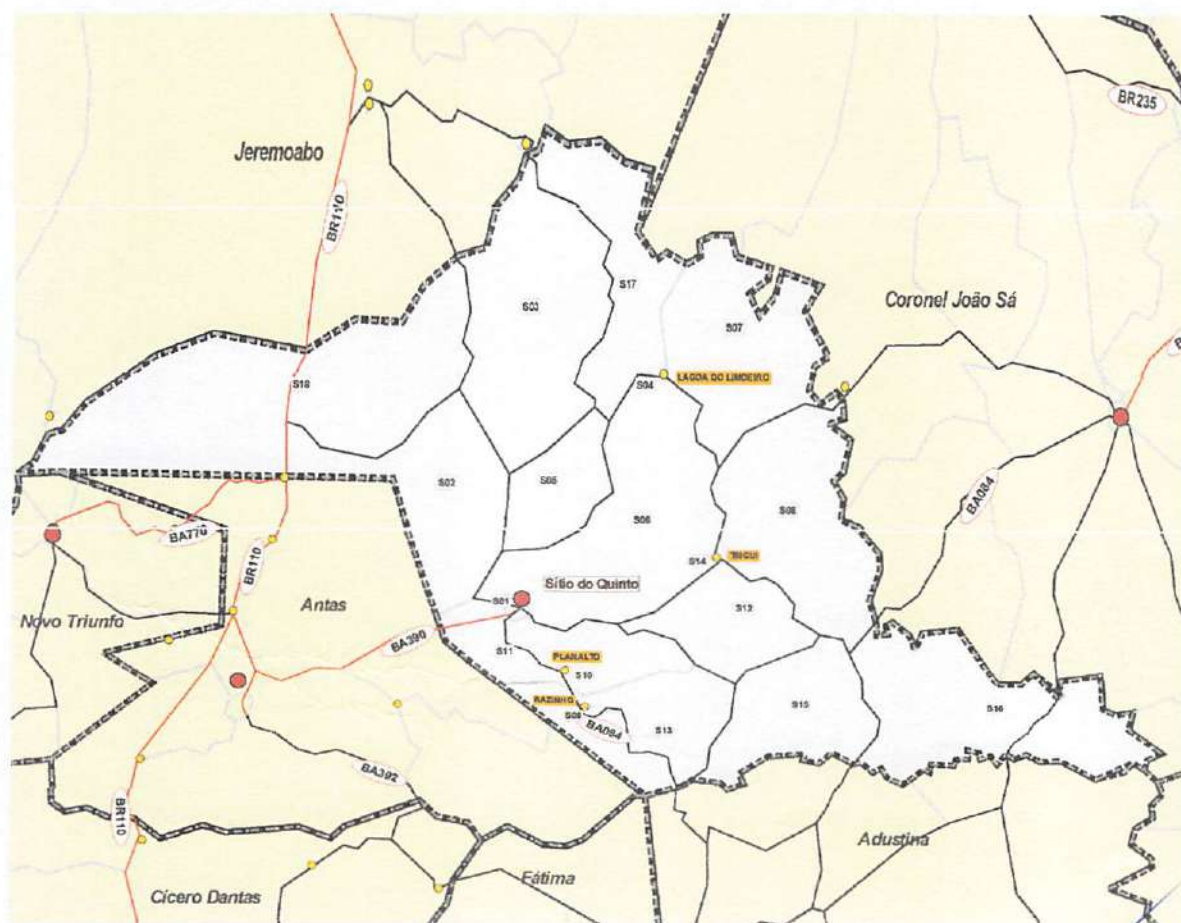 BR235
Jeremoabo
BR110
S17
Coronel João Sá
S03
S07
S18
LAGOA DO LIMOEIRO
S04
S02
S05
BA084
S06
S08
BA770
BR110
S14
Sítio do Quinto
Antas
S01
S12
Novo Triunfo
BA390
S11
PLANALTO
S10
RAZINHO
S09
BA084
S15
S16
S13
BA392
BR110
Adustina
Fátima
Cícero Dantas